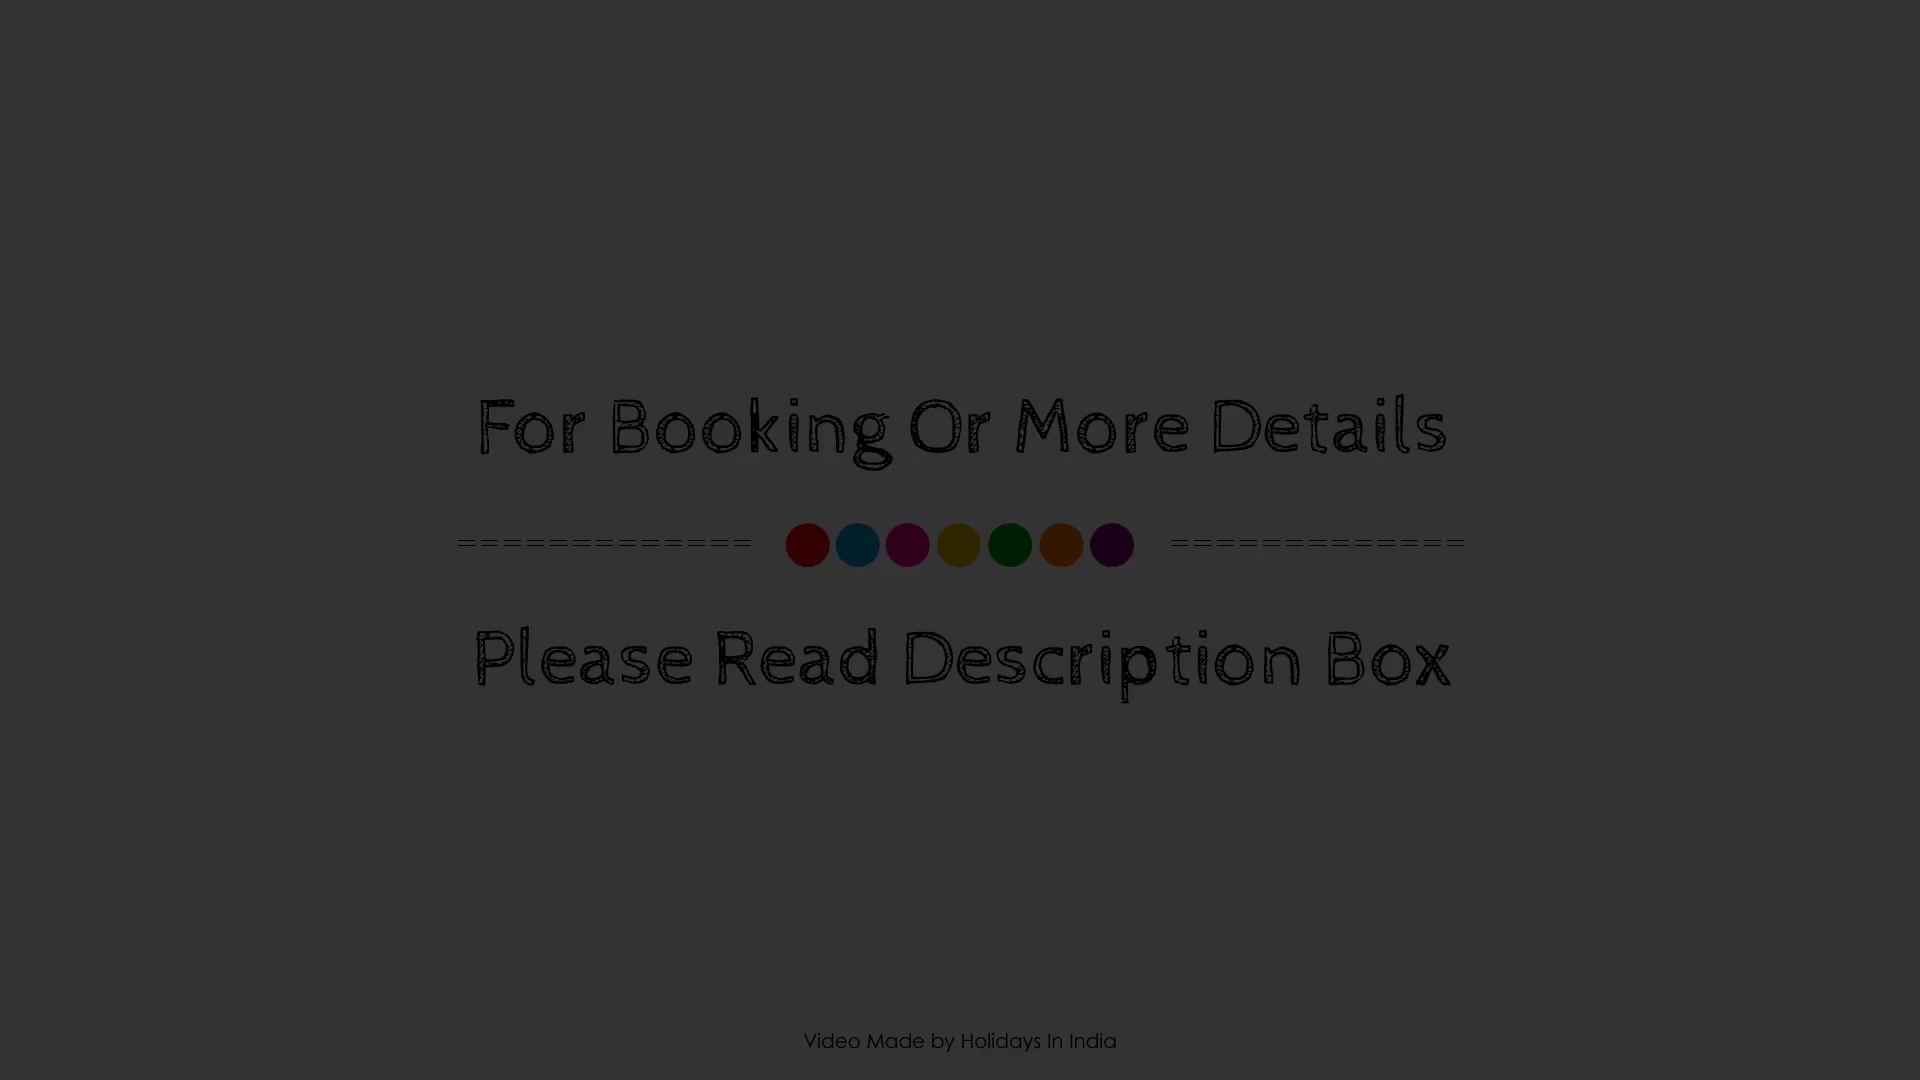 For Booking Or More Details
============= =============
Please Read Description Box
Video Made by Holidays In India